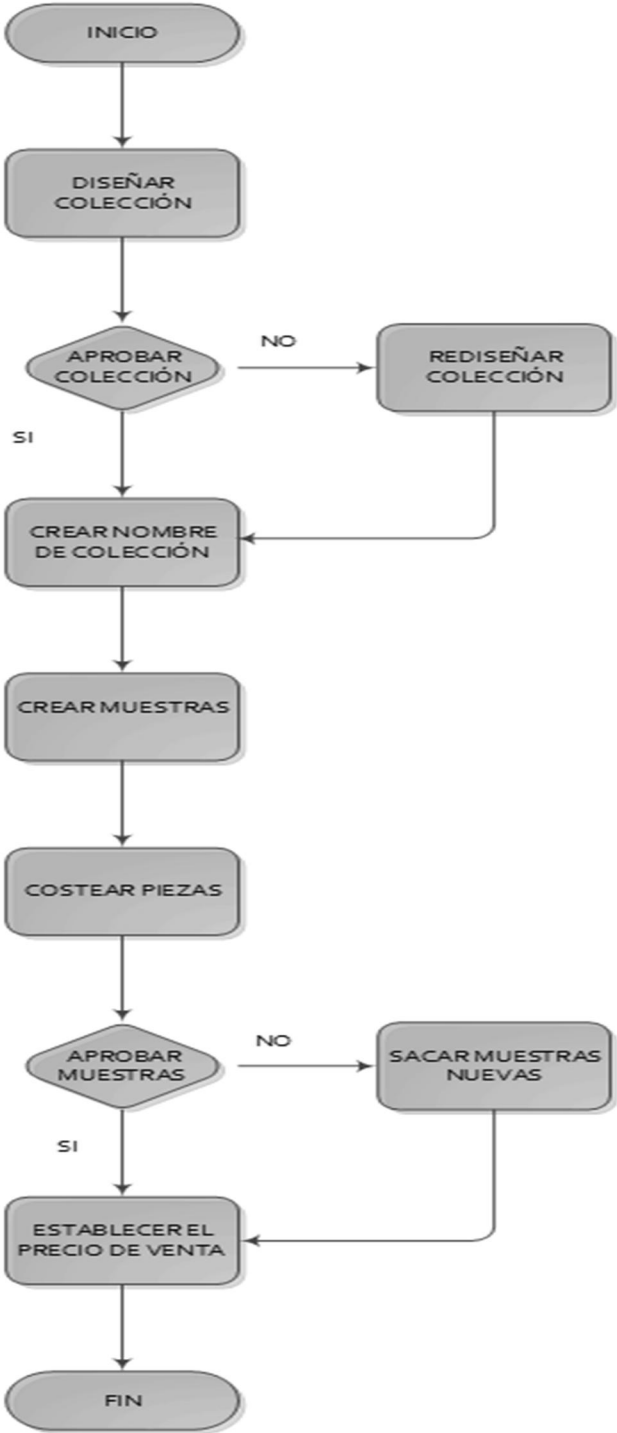 INICIO
DISEÑAR
COLECCIÓN
APROBAR
COLECCIÓN
NO
REDISEÑAR
COLECCIÓN
SI
CREAR NOMBRE
DE COLECCIÓN
CREAR MUESTRAS
COSTEAR PIEZAS
APROBAR
MUESTRAS
NO
SACAR MUESTRAS
NUEVAS
SI
ESTABLECER EL
PRECIO DE VENTA
FIN